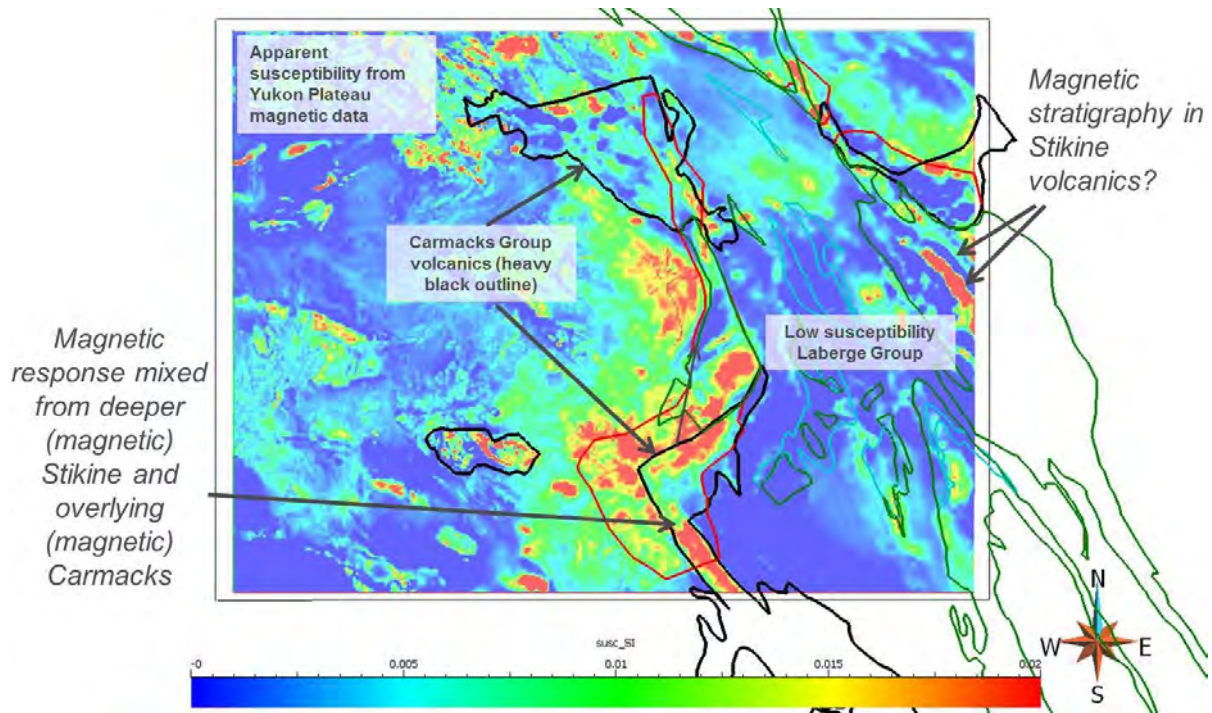 Apparent
susceptibility from
Yukon Plateau
magnetic data
Magnetic
stratigraphy in
Stikine
volcanics?
Carmacks Group
volcanics (heavy
black outline)
Low susceptibility
Laberge Group
Magnetic
response mixed
from deeper
(magnetic)
Stikine and
overlying
(magnetic)
Carmacks
N
W E
S
susc_SI
-0 0.005 0.01 0.015 0.02